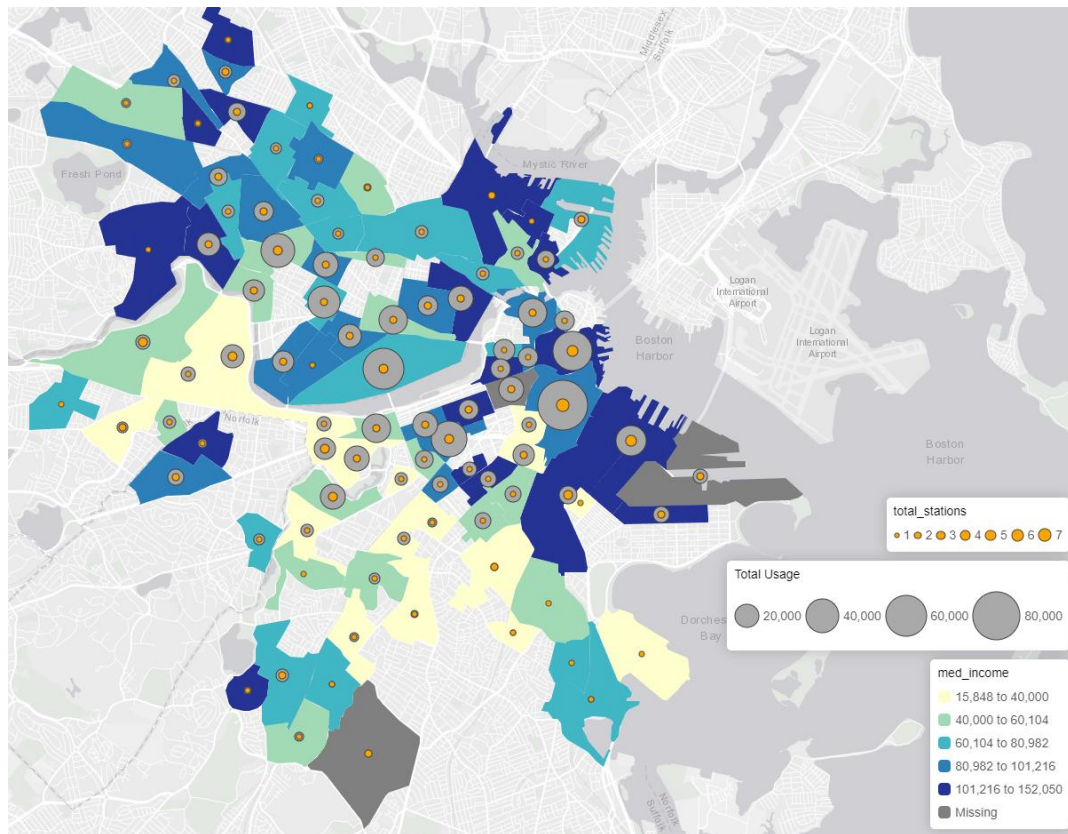 Middlesex
Suffolk
Fresh Pond
Mystic River
Logan
International
Airport
Logan
International
Airport
Boston
Harbor
Norfolk
Boston
Harbor
total_stations
1 2 3 4 5 6 7
Total Usage
20,000 40,000 60,000 80,000
Dorches
Bay
med_income
15,848 to 40,000
40,000 to 60,104
60,104 to 80,982
80,982 to 101,216
101,216 to 152,050
Missing
Norfolk
Suffolk